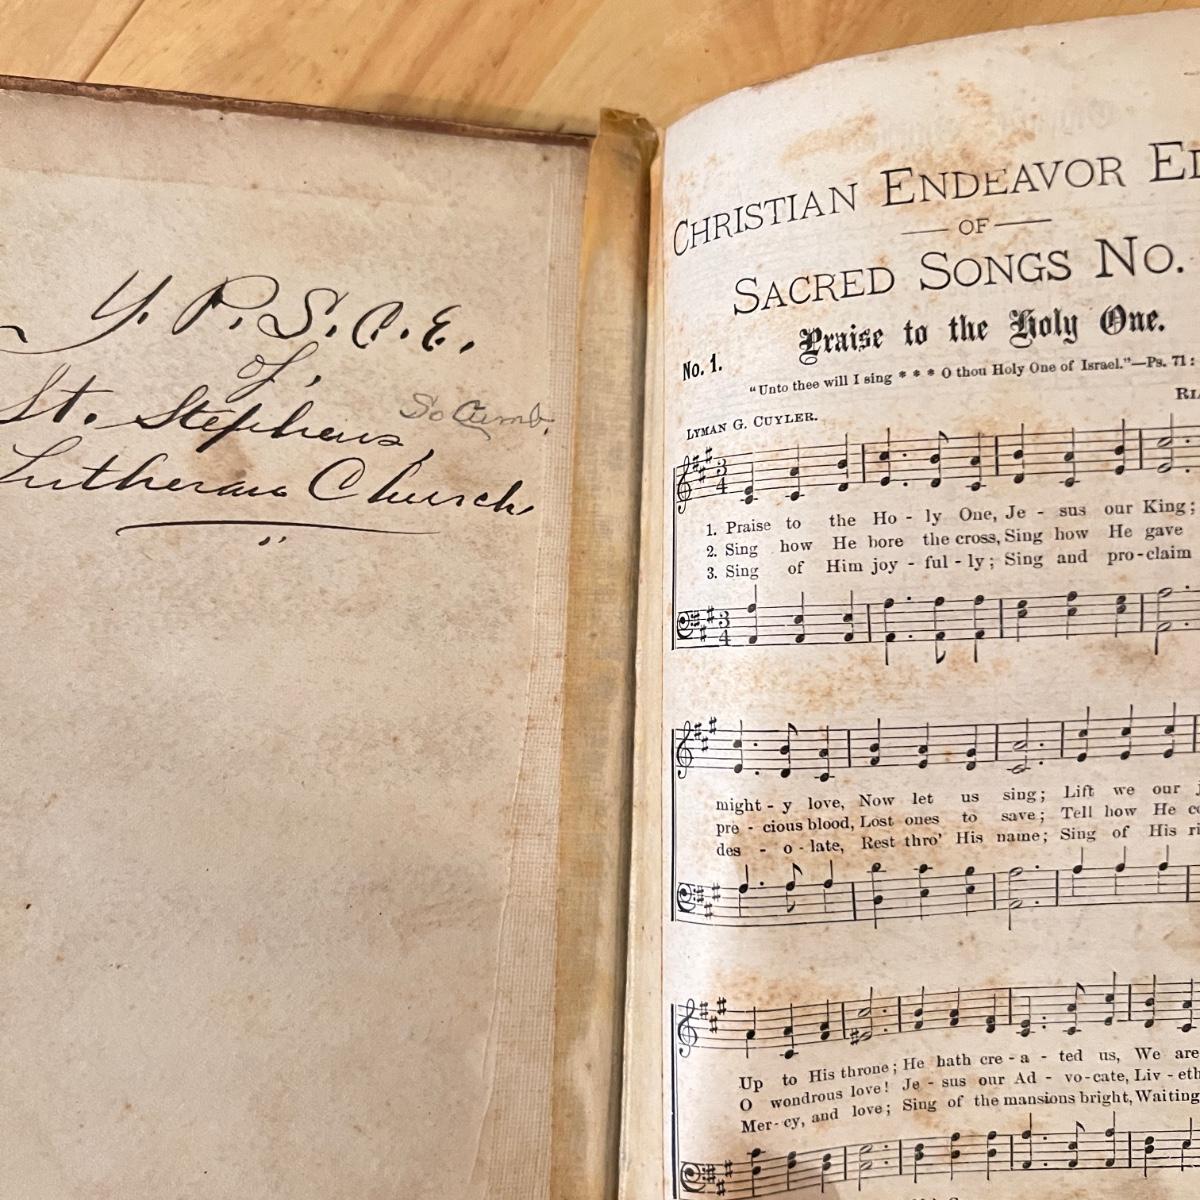 Y. P. S. C. E.
of
St. Stephens,
So Cumb.
Lutheran Church
CHRISTIAN ENDEAVOR ED
OF
SACRED SONGS NO.
Praise to the Holy One.
No. 1.
"Unto thee will I sing * * * O thou Holy One of Israel."—Ps. 71:
LYMAN G. CUYLER.
1. Praise to the Ho - ly One, Je - sus our King;
2. Sing how He bore the cross, Sing how He gave
3. Sing of Him joy - ful - ly; Sing and pro - claim
might - y love, Now let us sing; Lift we our
pre - cious blood, Lost ones to save; Tell how He
des - o - late, Rest thro' His name; Sing of His
Up to His throne; He hath cre - a - ted us, We are
O wondrous love! Je - sus our Ad - vo - cate, Liv - eth
Mer - cy, and love; Sing of the mansions bright, Waiting